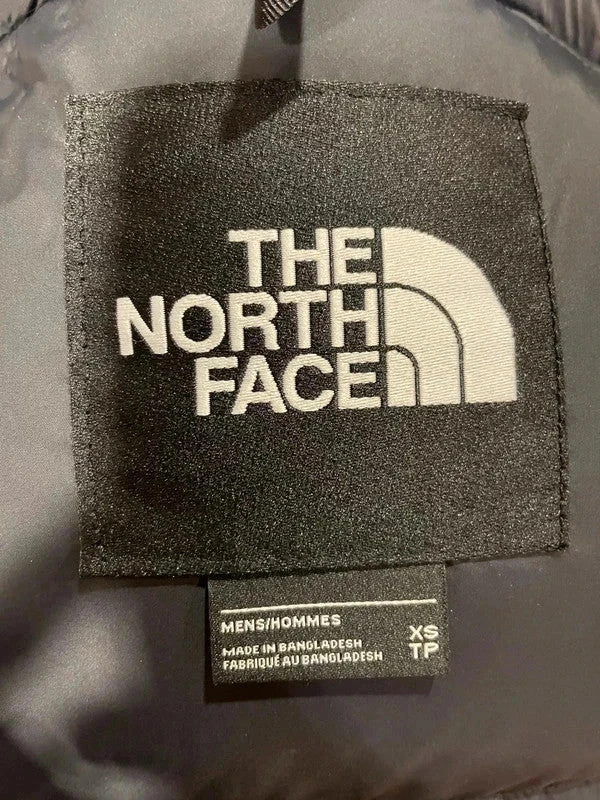 THE
NORTH
FACE
MENS/HOMMES
MADE IN BANGLADESH
FABRIQUÉ AU BANGLADESH
XS
TP